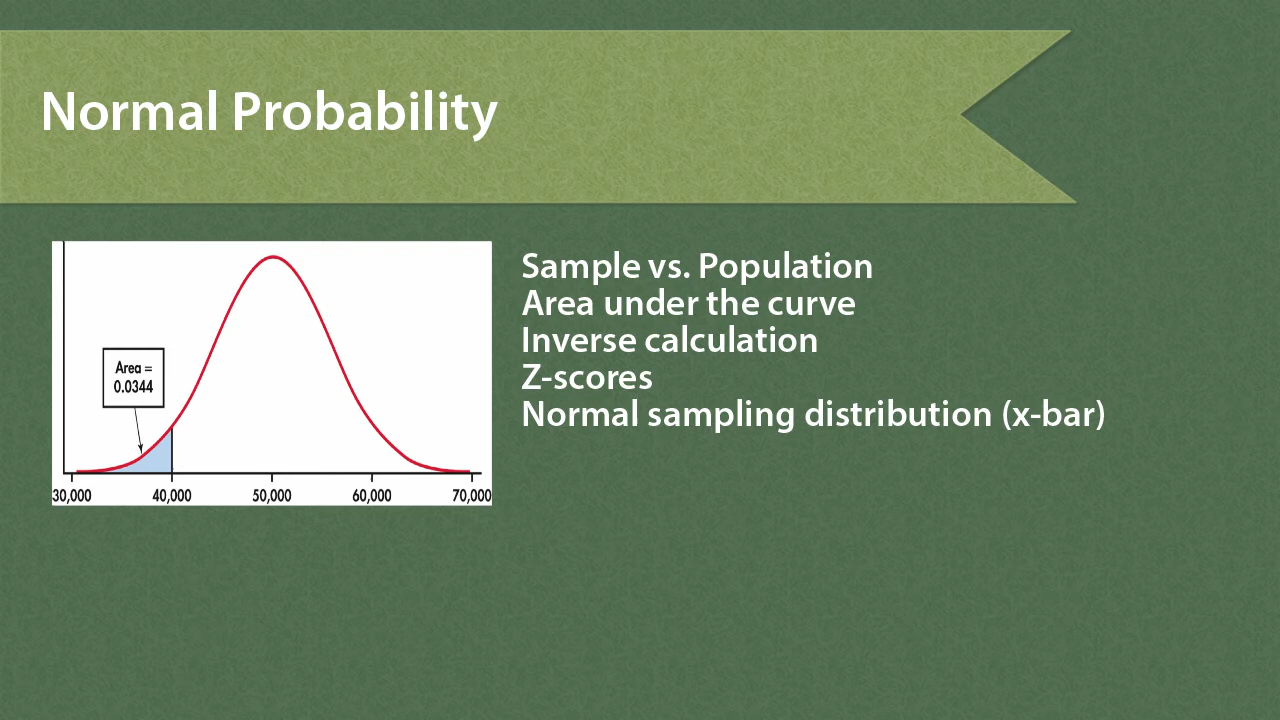 Normal Probability
Sample vs. Population
Area under the curve
Inverse calculation
Z-scores
Normal sampling distribution (x-bar)
Area =
0.0344
30,000 40,000 50,000 60,000 70,000